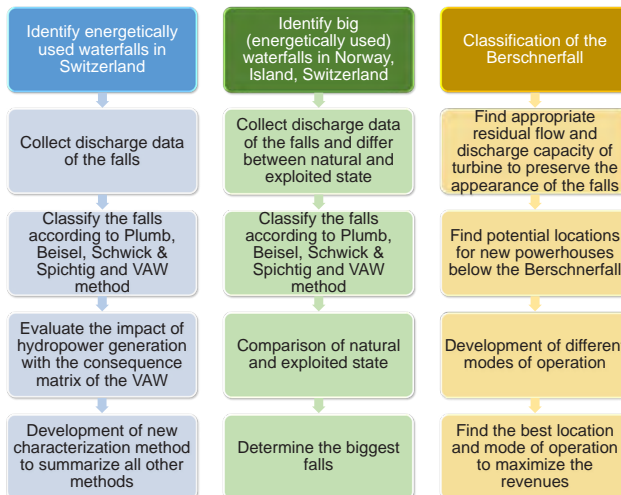 Identify energetically
used waterfalls in
Switzerland
Collect discharge data
of the falls
Classify the falls
according to Plumb,
Beisel, Schwick &
Spichtig and VAW
method
Evaluate the impact of
hydropower generation
with the consequence
matrix of the VAW
Development of new
characterization method
to summarize all other
methods
Identify big
(energetically used)
waterfalls in Norway,
Island, Switzerland
Collect discharge data
of the falls and differ
between natural and
exploited state
Classify the falls
according to Plumb,
Beisel, Schwick &
Spichtig and VAW
method
Comparison of natural
and exploited state
Determine the biggest
falls
Classification of the
Berschnerfall
Find appropriate
residual flow and
discharge capacity of
turbine to preserve the
appearance of the falls
Find potential locations
for new powerhouses
below the Berschnerfall
Development of different
modes of operation
Find the best location
and mode of operation
to maximize the
revenues